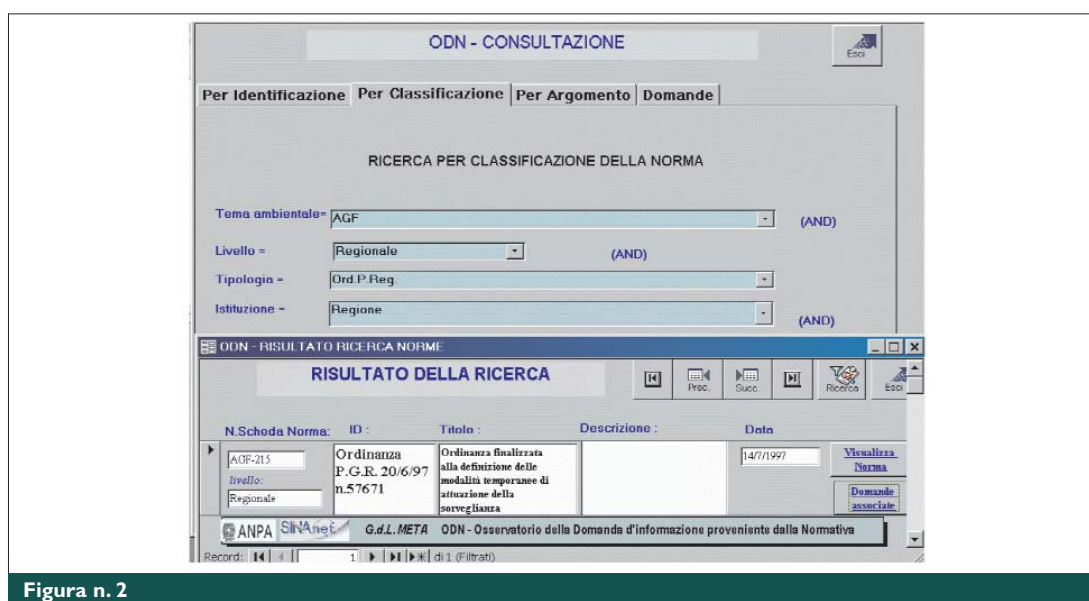 ODN - CONSULTAZIONE
Esci
Per Identificazione Per Classificazione Per Argomento Domande
RICERCA PER CLASSIFICAZIONE DELLA NORMA
Tema ambientale= AGF (AND)
Livello = Regionale (AND)
Tipologia = Ord.P.Reg.
Istituzione = Regione (AND)
ODN - RISULTATO RICERCA NORME
RISULTATO DELLA RICERCA
Prec. Succ. Ricerca Esci
N.Scheda Norma: ID : Titolo : Descrizione : Data
AGF-215
livello:
Regionale
Ordinanza
P.G.R. 20/6/97
n.57671
Ordinanza finalizzata
alla definizione delle
modalità temporanee di
attuazione della
sorveglianza
14/7/1997
Visualizza
Norma
Domande
associate
ANPA SINAnet G.d.L. META ODN - Osservatorio della Domanda d'informazione proveniente dalla Normativa
Record: 1 di 1 (Filtrati)
Figura n. 2